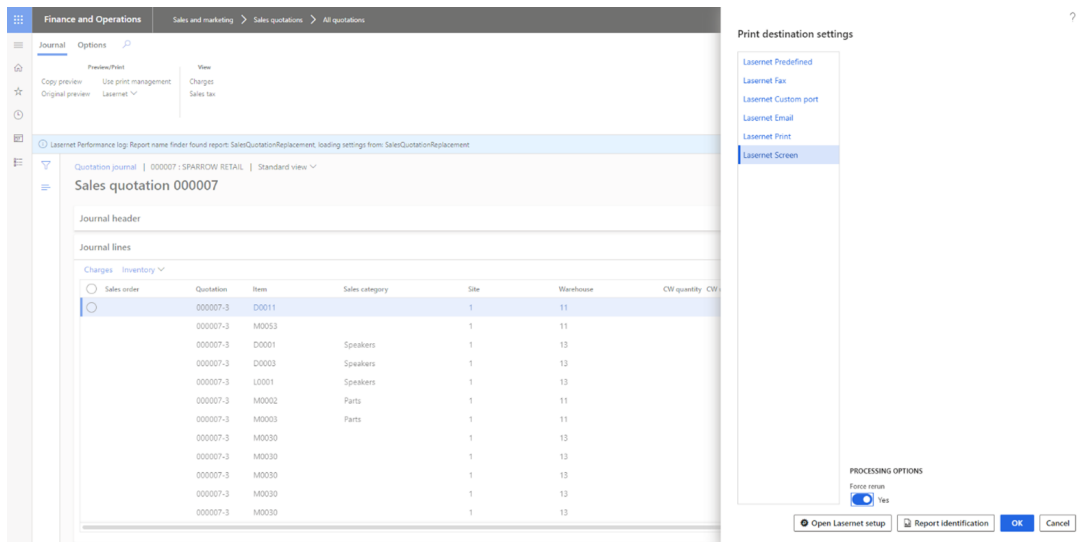 Finance and Operations
Sales and marketing > Sales quotations > All quotations
?
Print destination settings
Journal Options
Preview/Print View
Copy preview Use print management Charges
Original preview Lasernet Sales tax
Lasernet Predefined
Lasernet Fax
Lasernet Custom port
Lasernet Email
Lasernet Print
Lasernet Screen
Lasernet Performance log: Report name finder found report: SalesQuotationReplacement, loading settings from: SalesQuotationReplacement
Quotation journal | 000007 : SPARROW RETAIL | Standard view
Sales quotation 000007
Journal header
Journal lines
Charges Inventory
Sales order Quotation Item Sales category Site Warehouse CW quantity CW
000007-3 D0011 1 11
000007-3 M0053 1 11
000007-3 D0001 Speakers 1 13
000007-3 D0003 Speakers 1 13
000007-3 L0001 Speakers 1 13
000007-3 M0002 Parts 1 11
000007-3 M0003 Parts 1 11
000007-3 M0030 1 13
000007-3 M0030 1 13
000007-3 M0030 1 13
000007-3 M0030 1 13
000007-3 M0030 1 13
PROCESSING OPTIONS
Force rerun
Yes
Open Lasernet setup Report identification OK Cancel